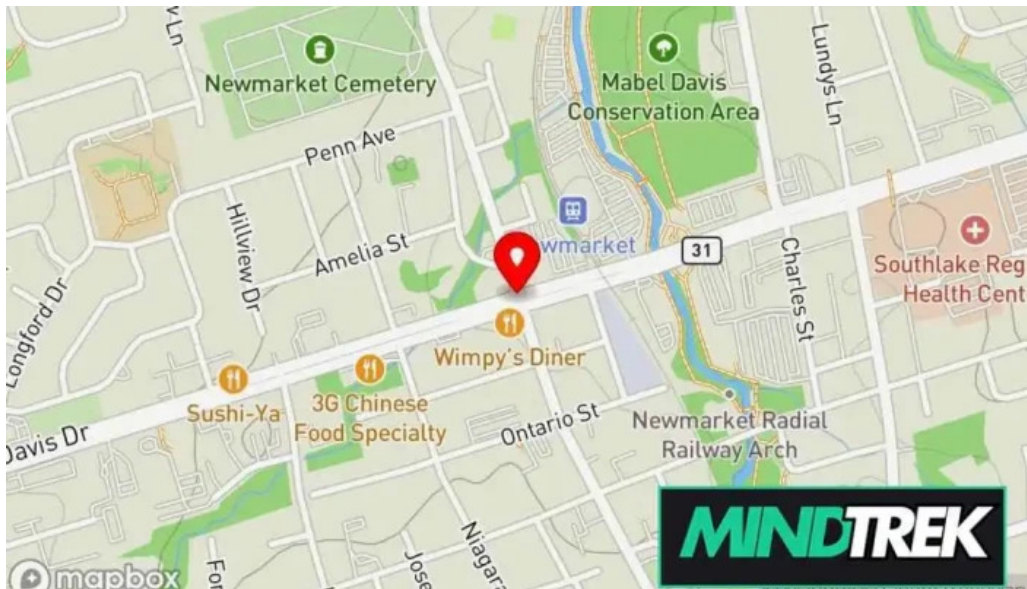 Newmarket Cemetery
Mabel Davis
Conservation Area
Lundys Ln
Penn Ave
Hillview Dr
Amelia St
wmarket
31
Charles St
Southlake Reg
Health Cent
Longford Dr
Wimpy's Diner
Sushi-Ya
3G Chinese
Food Specialty
Davis Dr
Ontario St
Newmarket Radial
Railway Arch
Niagara
Jose
For
mapbox
MINDTREK